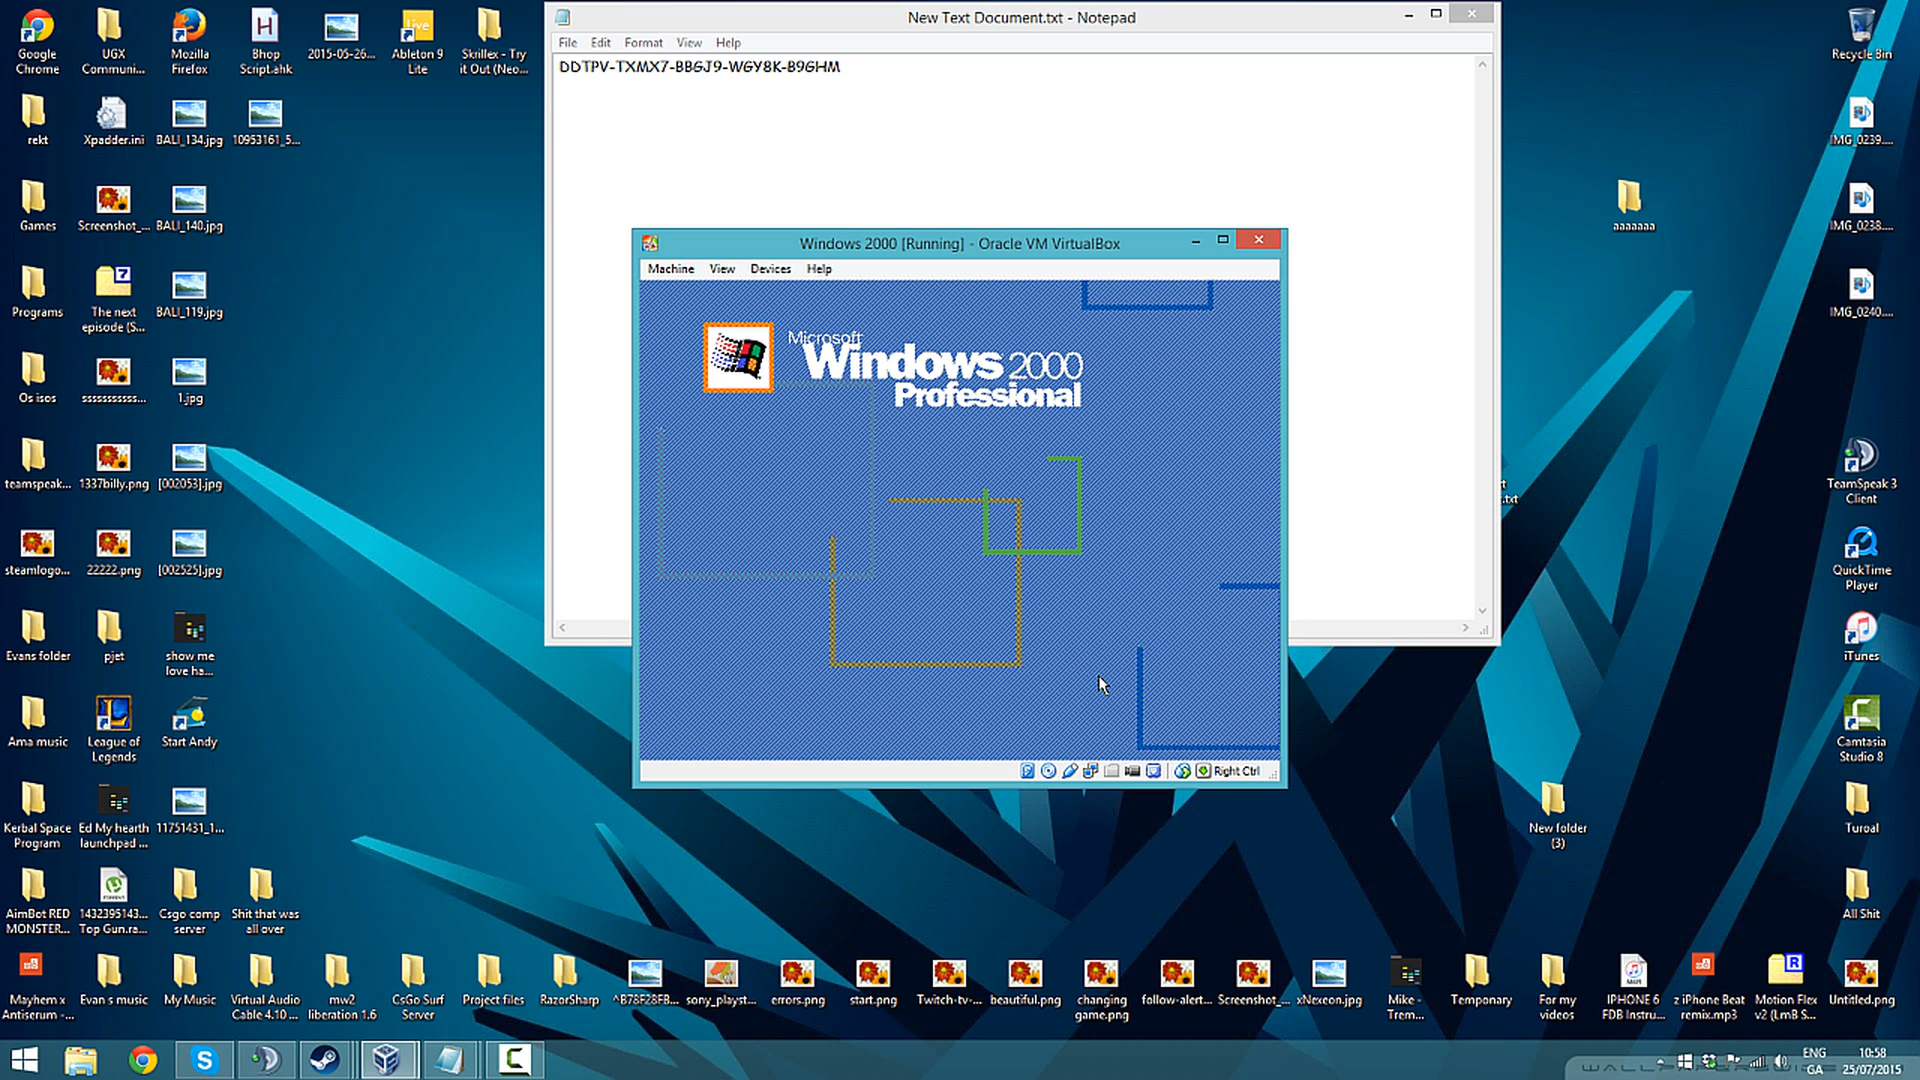 Google
Chrome
UGX
Communi...
Mozilla
Firefox
Bhop
Script.ahk
2015-05-26...
Ableton 9
Lite
Skrillex - Try
it Out (Neo...
rekt
Xpadder.ini
BALI_134.jpg
10953161_5...
Games
Screenshot_...
BALI_140.jpg
Programs
The next
episode (S...
BALI_119.jpg
Os isos
sssssssssss...
1.jpg
teamspeak...
1337billy.png
[002053].jpg
steamlogo...
22222.png
[002525].jpg
Evans folder
pjet
show me
love ha...
Ama music
League of
Legends
Start Andy
Kerbal Space
Program
Ed My hearth
launchpad ...
11751431_1...
AimBot RED
MONSTER...
1432395143...
Top Gun.ra...
Csgo comp
server
Shit that was
all over
Mayhem x
Antiserum -...
Evan s music
My Music
Virtual Audio
Cable 4.10 ...
mw2
liberation 1.6
CsGo Surf
Server
Project files
RazorSharp
^B78F28FB...
sony_playst...
errors.png
start.png
Twitch-tv-...
beautiful.png
changing
game.png
follow-alert...
Screenshot_...
xNexeon.jpg
Mike -
Trem...
Temporary
For my
videos
IPHONE 6
FDB Instru...
z iPhone Beat
remix.mp3
Motion Flex
v2 (LmB S...
Untitled.png
New Text Document.txt - Notepad
File Edit Format View Help
DDTPV-TXMX7-BBGJ9-WGY8K-B9GHM
Windows 2000 [Running] - Oracle VM VirtualBox
Machine View Devices Help
Microsoft
Windows 2000
Professional
Right Ctrl
Recycle Bin
IMG_0239....
aaaaaaa
IMG_0238....
IMG_0240....
.txt
TeamSpeak 3
Client
QuickTime
Player
iTunes
Camtasia
Studio 8
New folder
(3)
Turoal
All Shit
ENG
GA
10:58
25/07/2015